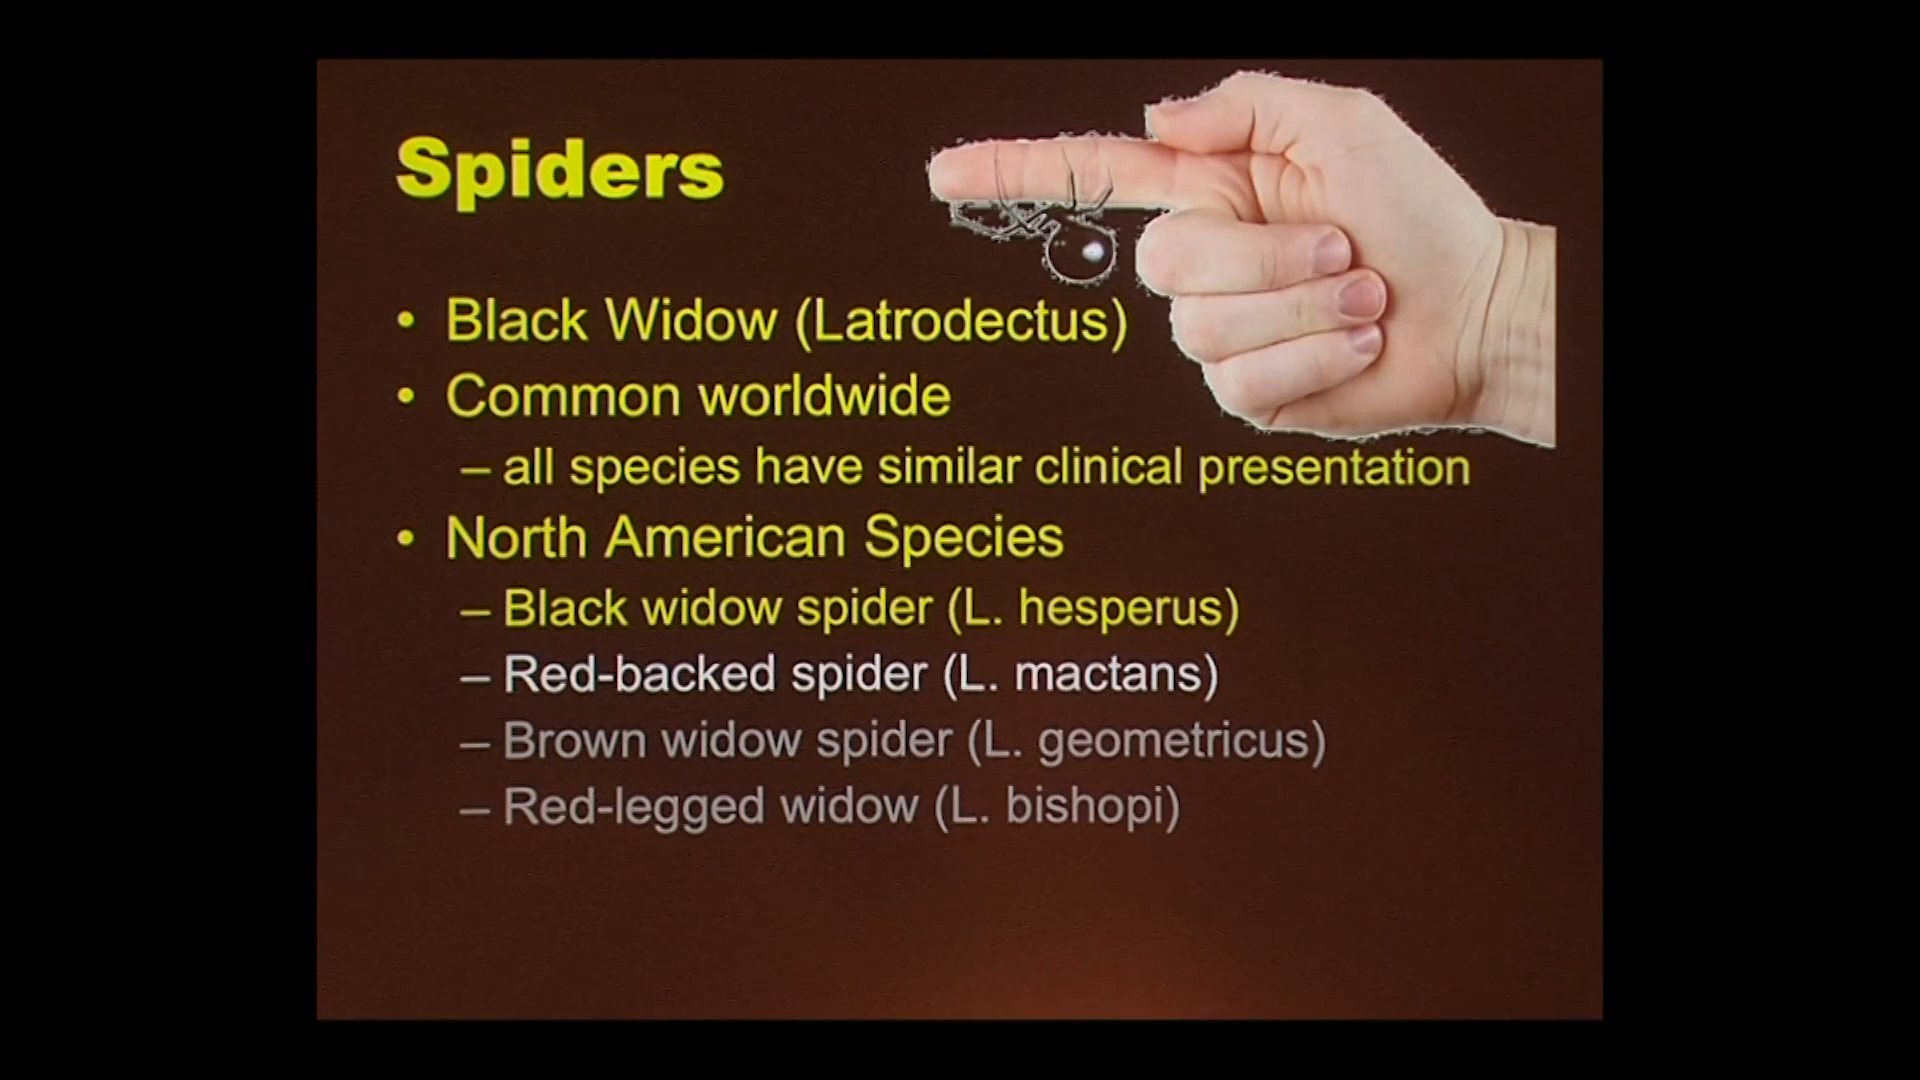 Spiders
• Black Widow (Latrodectus)
• Common worldwide
– all species have similar clinical presentation
• North American Species
– Black widow spider (L. hesperus)
– Red-backed spider (L. mactans)
– Brown widow spider (L. geometricus)
– Red-legged widow (L. bishopi)